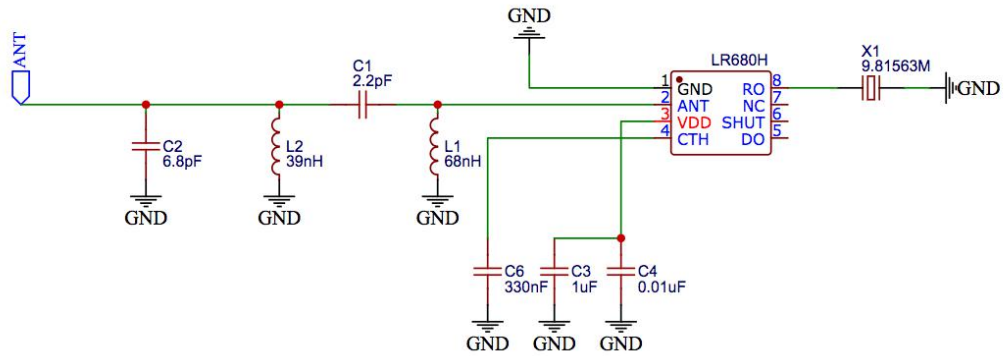 ANT
GND
C1
2.2pF
LR680H
X1
9.81563M
1 GND RO 8
2 ANT NC 7
3 VDD SHUT 6
4 CTH DO 5
GND
C2
6.8pF
L2
39nH
L1
68nH
GND
GND
GND
C6
330nF
C3
1uF
C4
0.01uF
GND
GND
GND